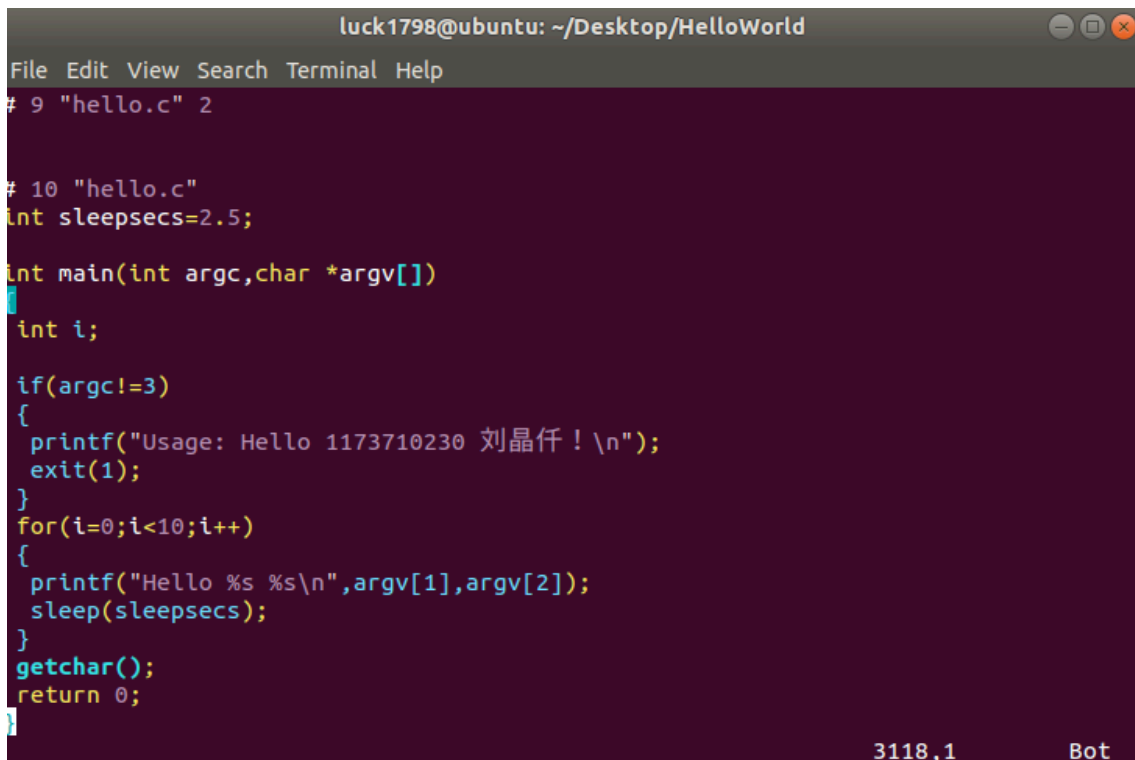 luck1798@ubuntu: ~/Desktop/HelloWorld
File Edit View Search Terminal Help
# 9 "hello.c" 2
# 10 "hello.c"
int sleepsecs=2.5;
int main(int argc,char *argv[])
{
int i;
if(argc!=3)
{
printf("Usage: Hello 1173710230 刘晶仟！\n");
exit(1);
}
for(i=0;i<10;i++)
{
printf("Hello %s %s\n",argv[1],argv[2]);
sleep(sleepsecs);
}
getchar();
return 0;
}
3118,1 Bot